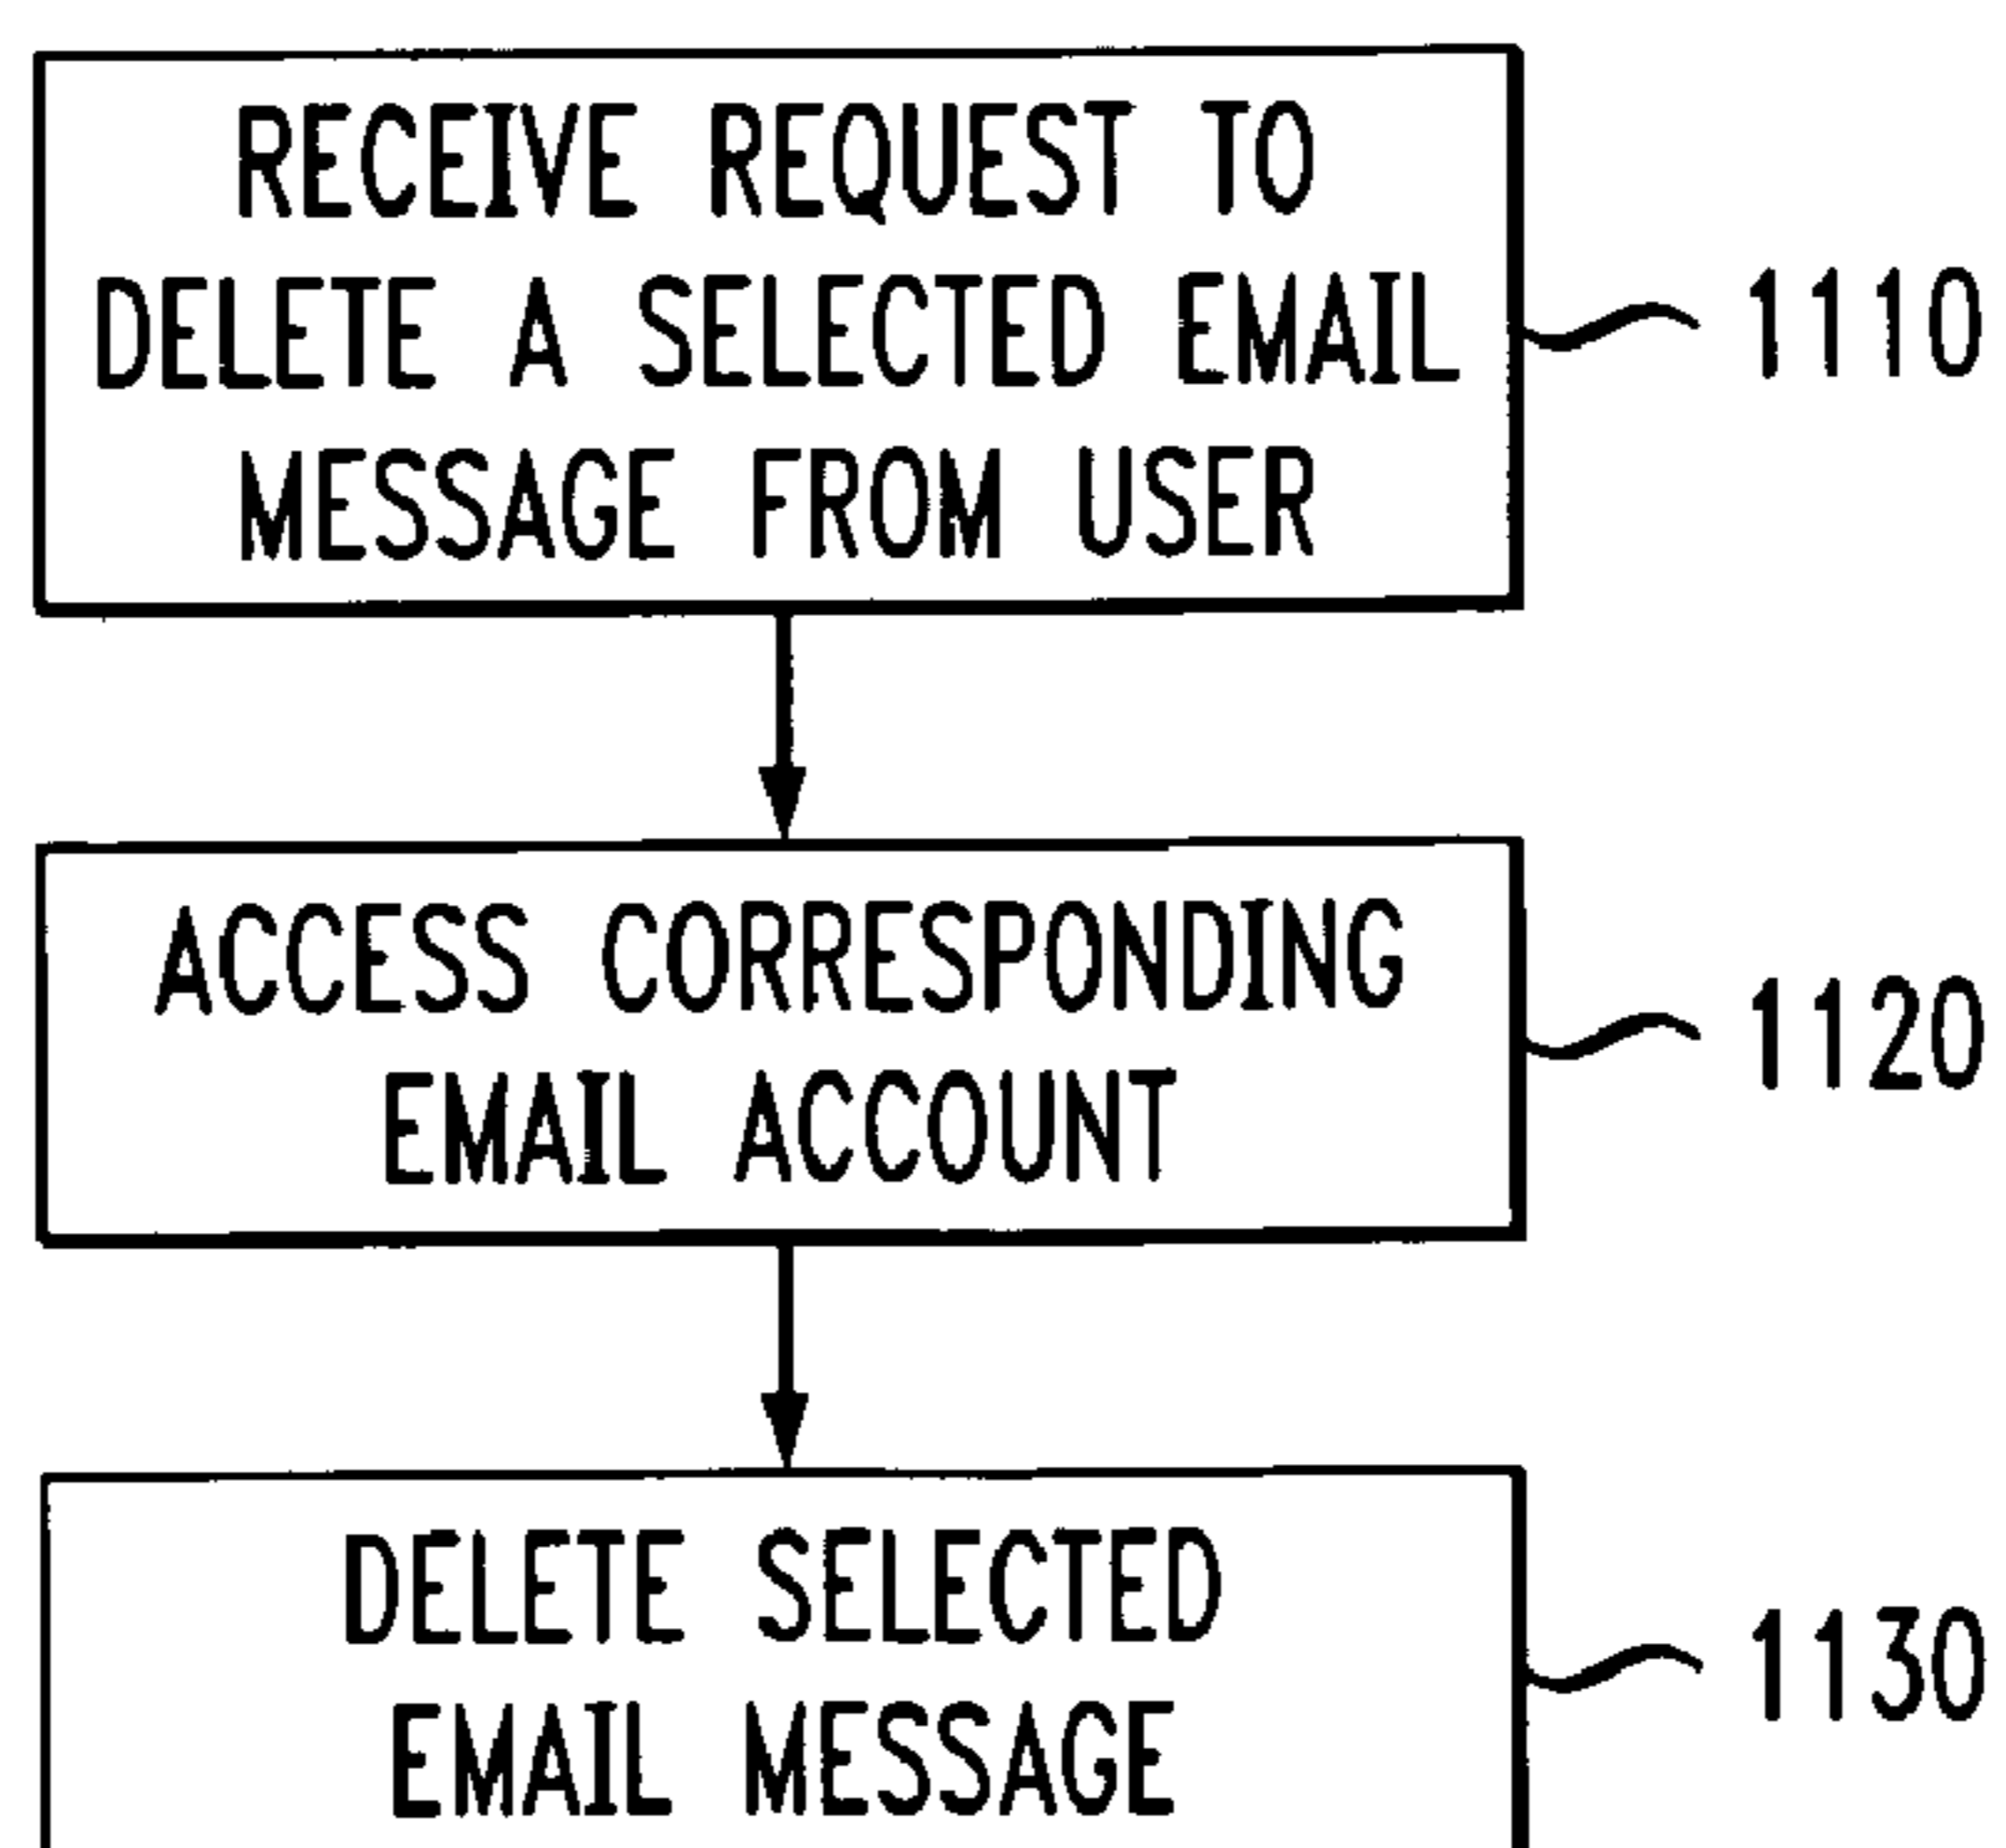 RECEIVE REQUEST TO
DELETE A SELECTED EMAIL
MESSAGE FROM USER
1110
ACCESS CORRESPONDING
EMAIL ACCOUNT
1120
DELETE SELECTED
EMAIL MESSAGE
1130